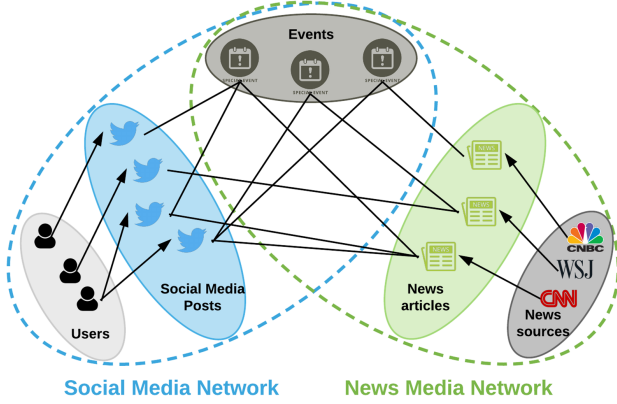 Events
SPECIAL EVENT
SPECIAL EVENT
SPECIAL EVENT
NEWS
NEWS
NEWS
CNBC
WSJ
CNN
News
sources
Social Media
Posts
News
articles
Users
Social Media Network
News Media Network